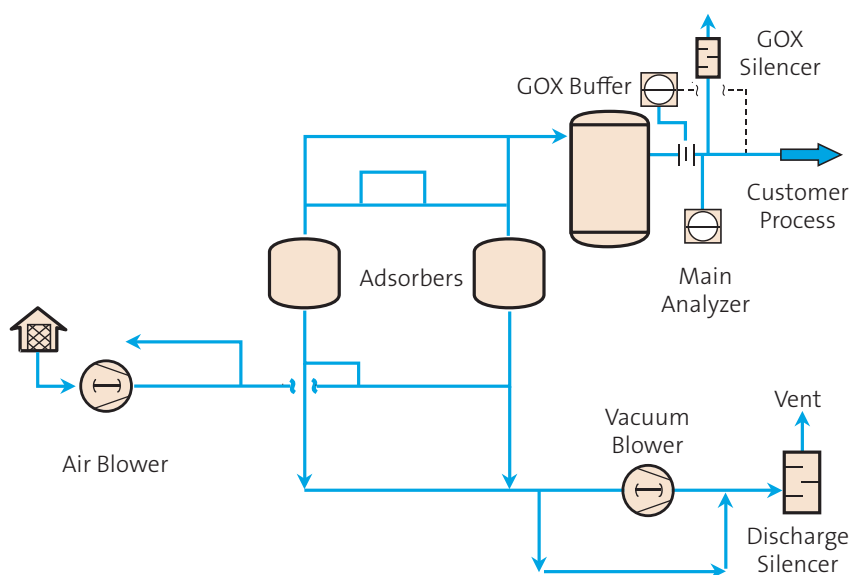 GOX
Silencer
GOX Buffer
Customer
Process
Main
Analyzer
Adsorbers
Air Blower
Vacuum
Blower
Vent
Discharge
Silencer